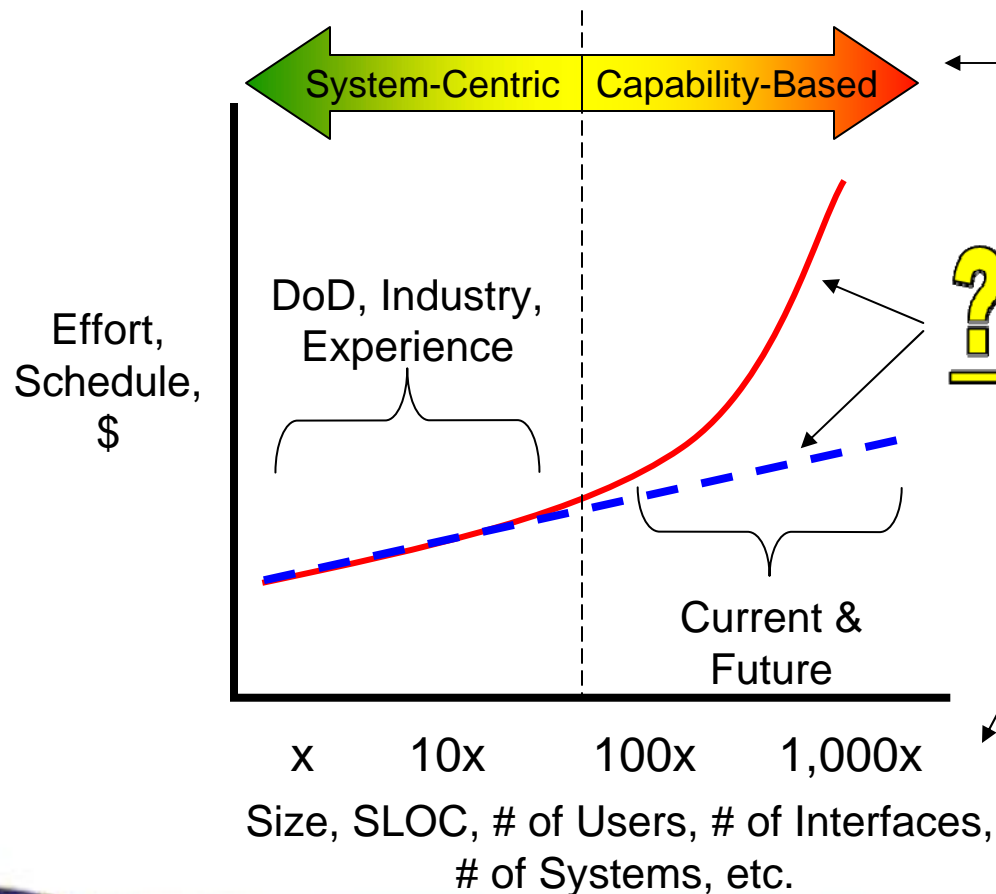 System-Centric
Capability-Based
DoD, Industry,
Experience
Effort,
Schedule,
$
?
Current &
Future
x 10x 100x 1,000x
Size, SLOC, # of Users, # of Interfaces,
# of Systems, etc.